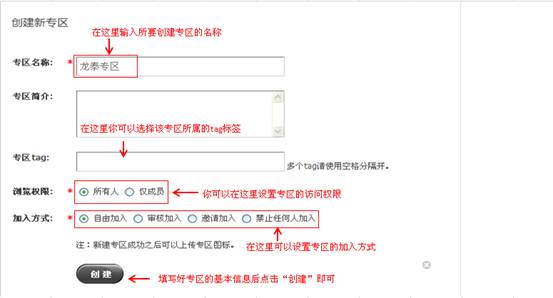 创建新专区
在这里输入所要创建专区的名称
专区名称: * 龙泰专区
专区简介:
在这里你可以选择该专区所属的tag标签
专区tag: 多个tag请使用空格分隔开。
浏览权限: * 所有人 仅成员 你可以在这里设置专区的访问权限
加入方式: * 自由加入 审核加入 邀请加入 禁止任何人加入
注：新建专区成功之后可以上传专区图标。 在这里可以设置专区的加入方式
创 建 填写好专区的基本信息后点击“创建”即可